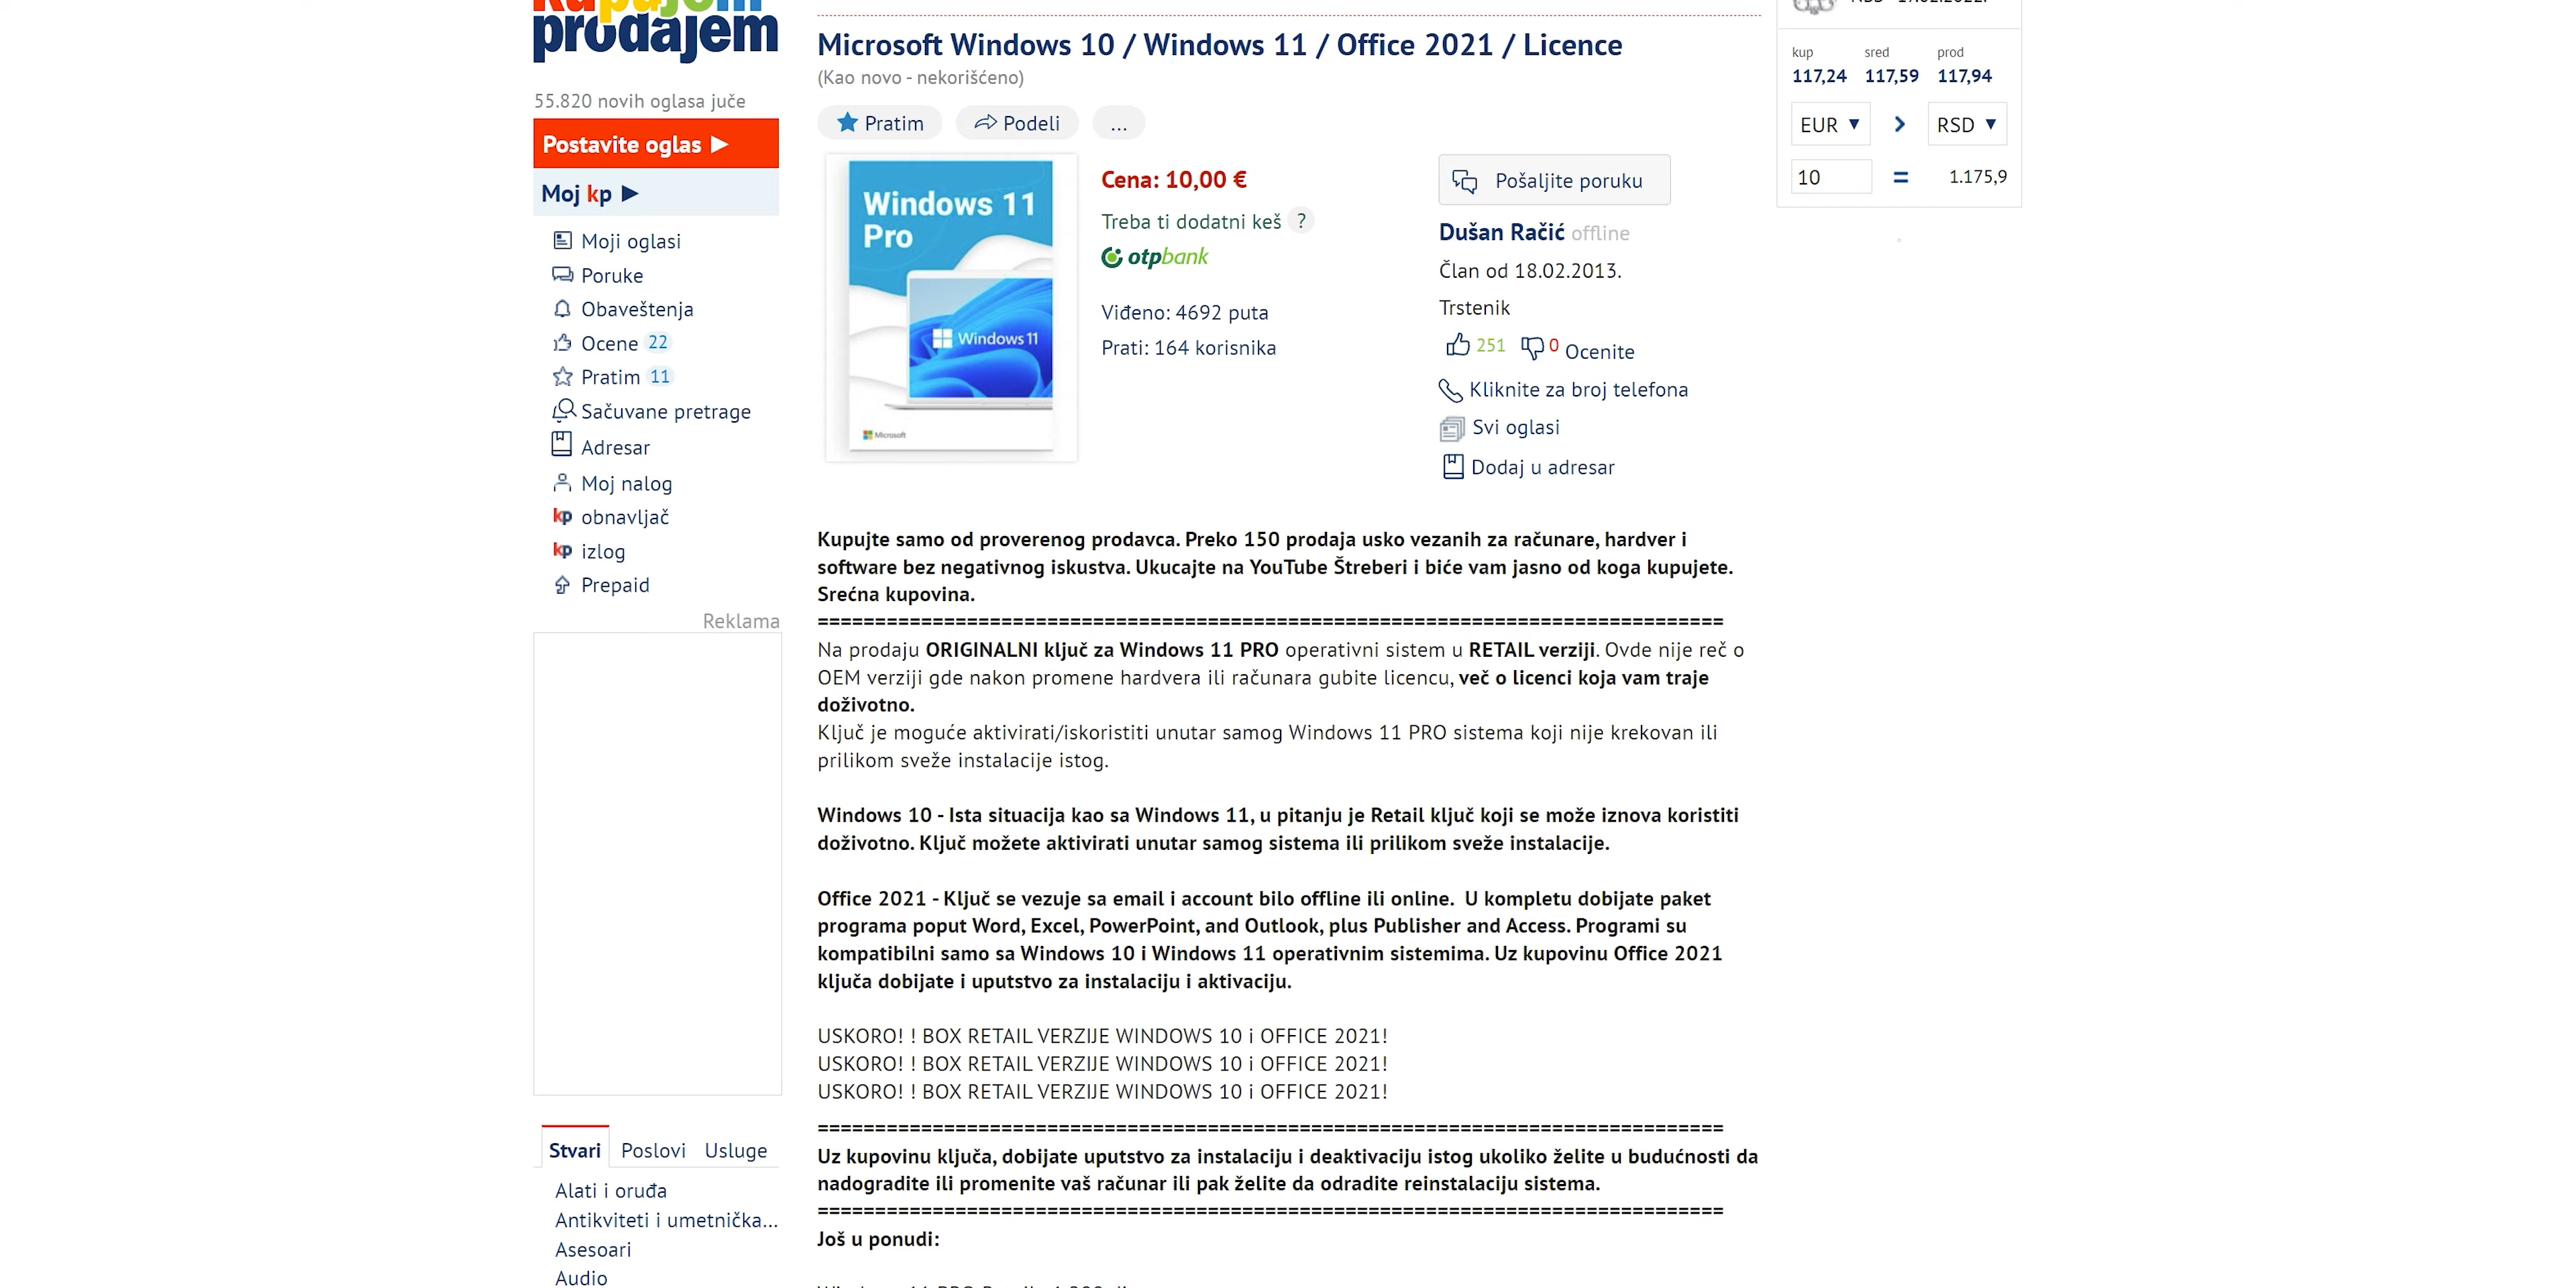 prodajem
55.820 novih oglasa juče
Postavite oglas ▶
Moj kp ▶
Moji oglasi
Poruke
Obaveštenja
Ocene 22
Pratim 11
Sačuvane pretrage
Adresar
Moj nalog
kp obnavljač
kp izlog
Prepaid
Reklama
Stvari Poslovi Usluge
Alati i oruđa
Antikviteti i umetnička...
Asesoari
Audio
Microsoft Windows 10 / Windows 11 / Office 2021 / Licence
(Kao novo - nekorišćeno)
Pratim Podeli ...
Windows 11
Pro
Windows 11
Microsoft
Cena: 10,00 €
Treba ti dodatni keš ?
otpbank
Viđeno: 4692 puta
Prati: 164 korisnika
Pošaljite poruku
Dušan Račić offline
Član od 18.02.2013.
Trstenik
251 0 Ocenite
Kliknite za broj telefona
Svi oglasi
Dodaj u adresar
Kupujte samo od proverenog prodavca. Preko 150 prodaja usko vezanih za računare, hardver i
software bez negativnog iskustva. Ukucajte na YouTube Štreberi i biće vam jasno od koga kupujete.
Srećna kupovina.
================================================================================
Na prodaju ORIGINALNI ključ za Windows 11 PRO operativni sistem u RETAIL verziji. Ovde nije reč o
OEM verziji gde nakon promene hardvera ili računara gubite licencu, več o licenci koja vam traje
doživotno.
Ključ je moguće aktivirati/iskoristiti unutar samog Windows 11 PRO sistema koji nije krekovan ili
prilikom sveže instalacije istog.
Windows 10 - Ista situacija kao sa Windows 11, u pitanju je Retail ključ koji se može iznova koristiti
doživotno. Ključ možete aktivirati unutar samog sistema ili prilikom sveže instalacije.
Office 2021 - Ključ se vezuje sa email i account bilo offline ili online. U kompletu dobijate paket
programa poput Word, Excel, PowerPoint, and Outlook, plus Publisher and Access. Programi su
kompatibilni samo sa Windows 10 i Windows 11 operativnim sistemima. Uz kupovinu Office 2021
ključa dobijate i uputstvo za instalaciju i aktivaciju.
USKORO! ! BOX RETAIL VERZIJE WINDOWS 10 i OFFICE 2021!
USKORO! ! BOX RETAIL VERZIJE WINDOWS 10 i OFFICE 2021!
USKORO! ! BOX RETAIL VERZIJE WINDOWS 10 i OFFICE 2021!
================================================================================
Uz kupovinu ključa, dobijate uputstvo za instalaciju i deaktivaciju istog ukoliko želite u budućnosti da
nadogradite ili promenite vaš računar ili pak želite da odradite reinstalaciju sistema.
================================================================================
Još u ponudi:
kup sred prod
117,24 117,59 117,94
EUR ▼ > RSD ▼
10 = 1.175,9